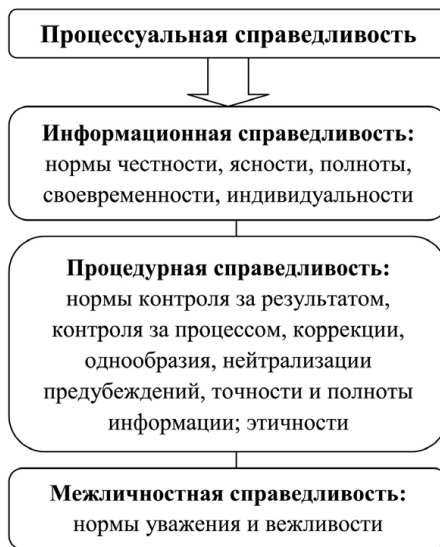 Процессуальная справедливость
Информационная справедливость:
нормы честности, ясности, полноты,
своевременности, индивидуальности
Процедурная справедливость:
нормы контроля за результатом,
контроля за процессом, коррекции,
однообразия, нейтрализации
предубеждений, точности и полноты
информации; этичности
Межличностная справедливость:
нормы уважения и вежливости